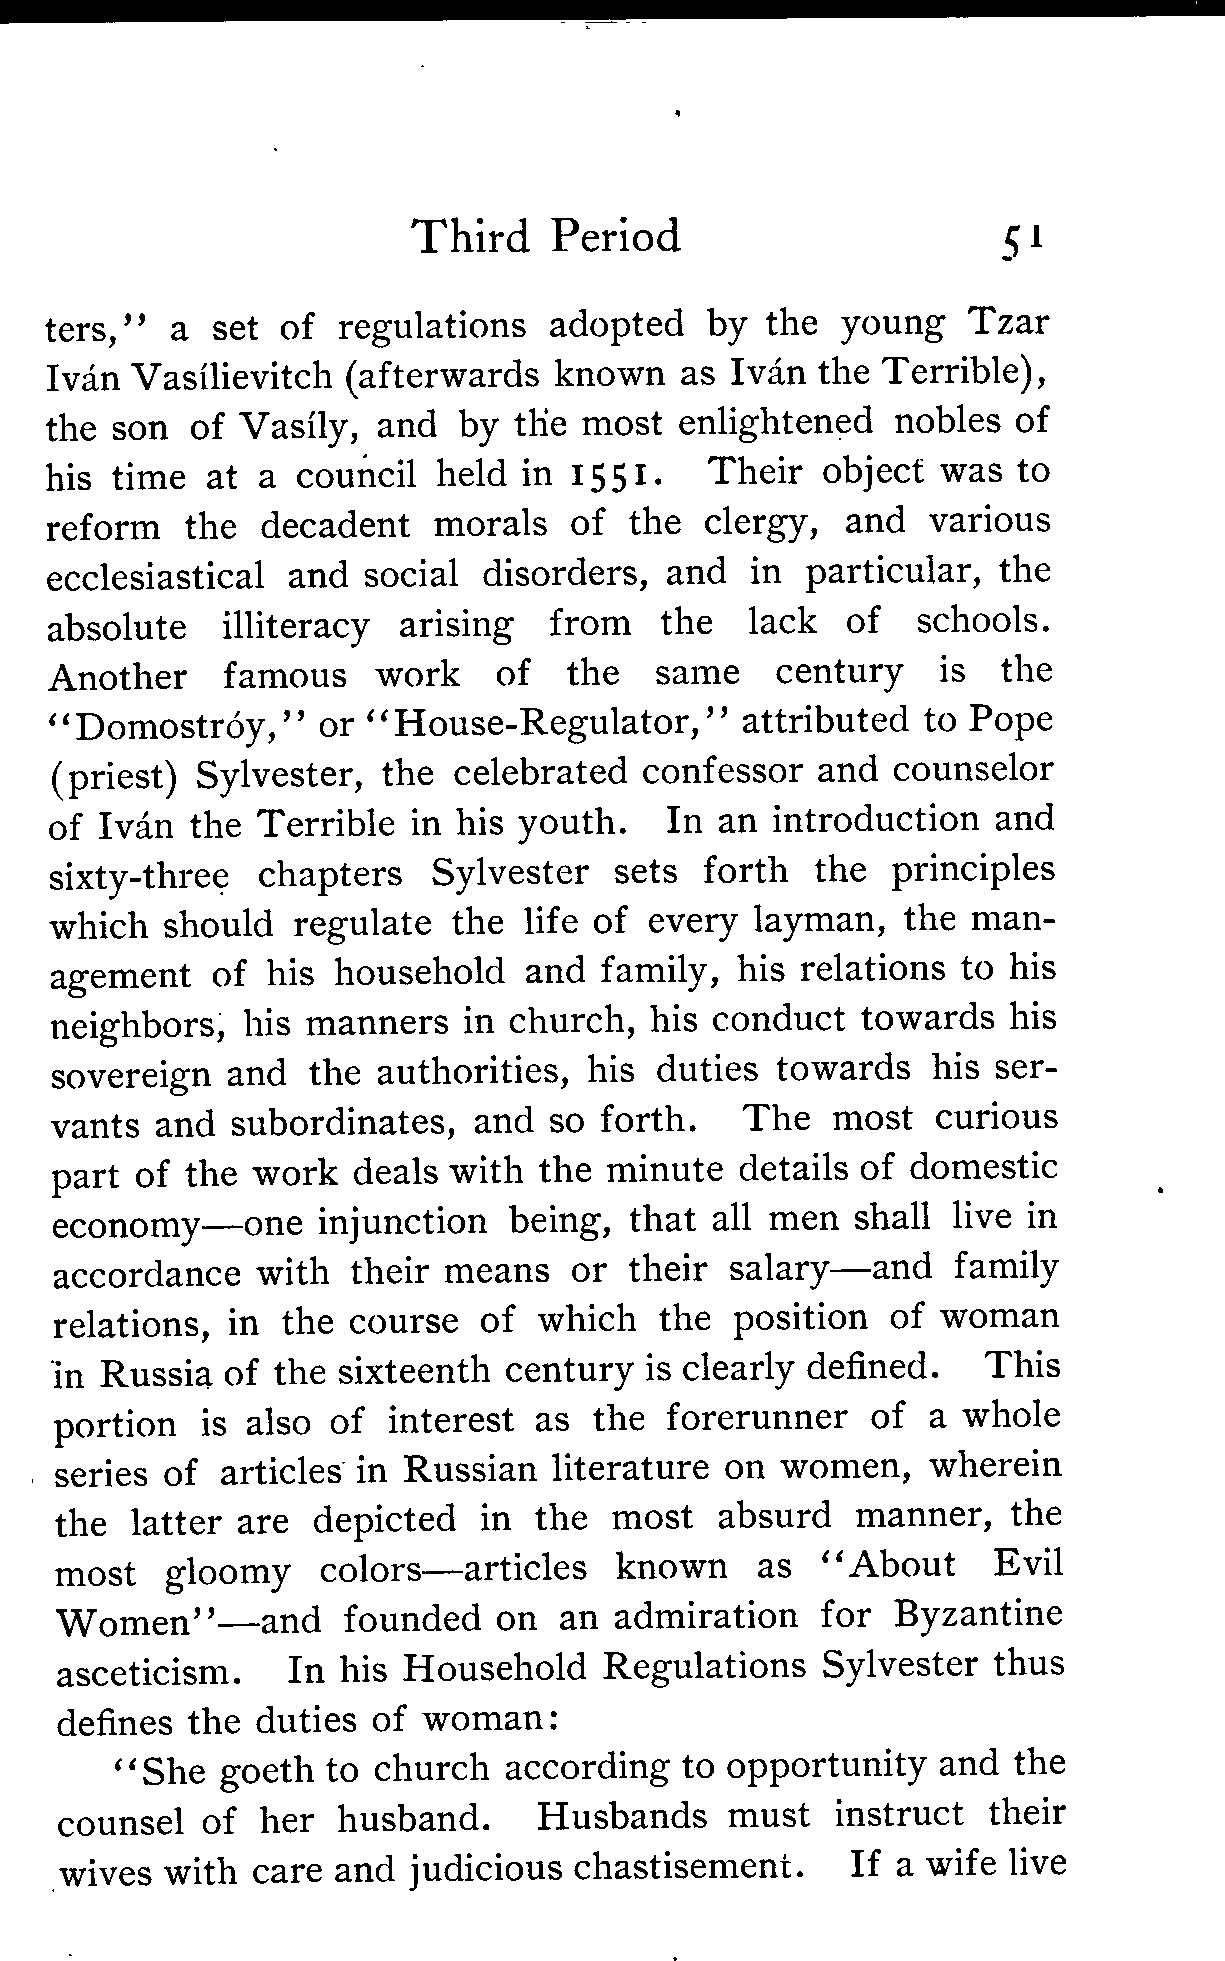 Third Period 51
ters,'' a set of regulations adopted by the young Tzar
Iván Vasílievitch (afterwards known as Iván the Terrible),
the son of Vasíly, and by the most enlightened nobles of
his time at a council held in 1551. Their object was to
reform the decadent morals of the clergy, and various
ecclesiastical and social disorders, and in particular, the
absolute illiteracy arising from the lack of schools.
Another famous work of the same century is the
''Domostróy,'' or ''House-Regulator,'' attributed to Pope
(priest) Sylvester, the celebrated confessor and counselor
of Iván the Terrible in his youth. In an introduction and
sixty-three chapters Sylvester sets forth the principles
which should regulate the life of every layman, the man-
agement of his household and family, his relations to his
neighbors, his manners in church, his conduct towards his
sovereign and the authorities, his duties towards his ser-
vants and subordinates, and so forth. The most curious
part of the work deals with the minute details of domestic
economy—one injunction being, that all men shall live in
accordance with their means or their salary—and family
relations, in the course of which the position of woman
in Russia of the sixteenth century is clearly defined. This
portion is also of interest as the forerunner of a whole
series of articles in Russian literature on women, wherein
the latter are depicted in the most absurd manner, the
most gloomy colors—articles known as ''About Evil
Women''—and founded on an admiration for Byzantine
asceticism. In his Household Regulations Sylvester thus
defines the duties of woman:
''She goeth to church according to opportunity and the
counsel of her husband. Husbands must instruct their
wives with care and judicious chastisement. If a wife live